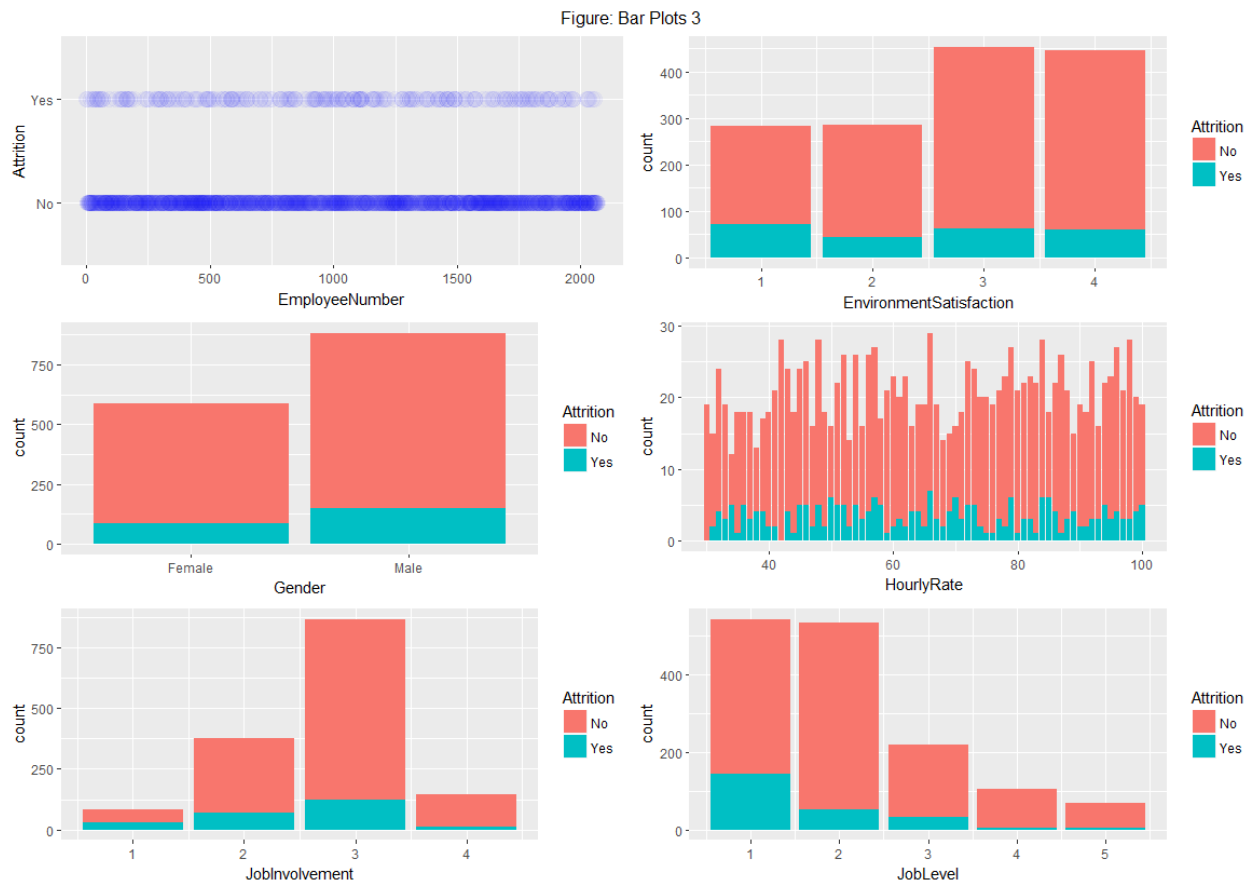 Figure: Bar Plots 3
Attrition
Yes
No
0 500 1000 1500 2000
EmployeeNumber
count
400
300
200
100
0
1 2 3 4
EnvironmentSatisfaction
Attrition
No
Yes
count
750
500
250
0
Female Male
Gender
Attrition
No
Yes
count
30
20
10
0
40 60 80 100
HourlyRate
Attrition
No
Yes
count
750
500
250
0
1 2 3 4
JobInvolvement
Attrition
No
Yes
count
400
200
0
1 2 3 4 5
JobLevel
Attrition
No
Yes